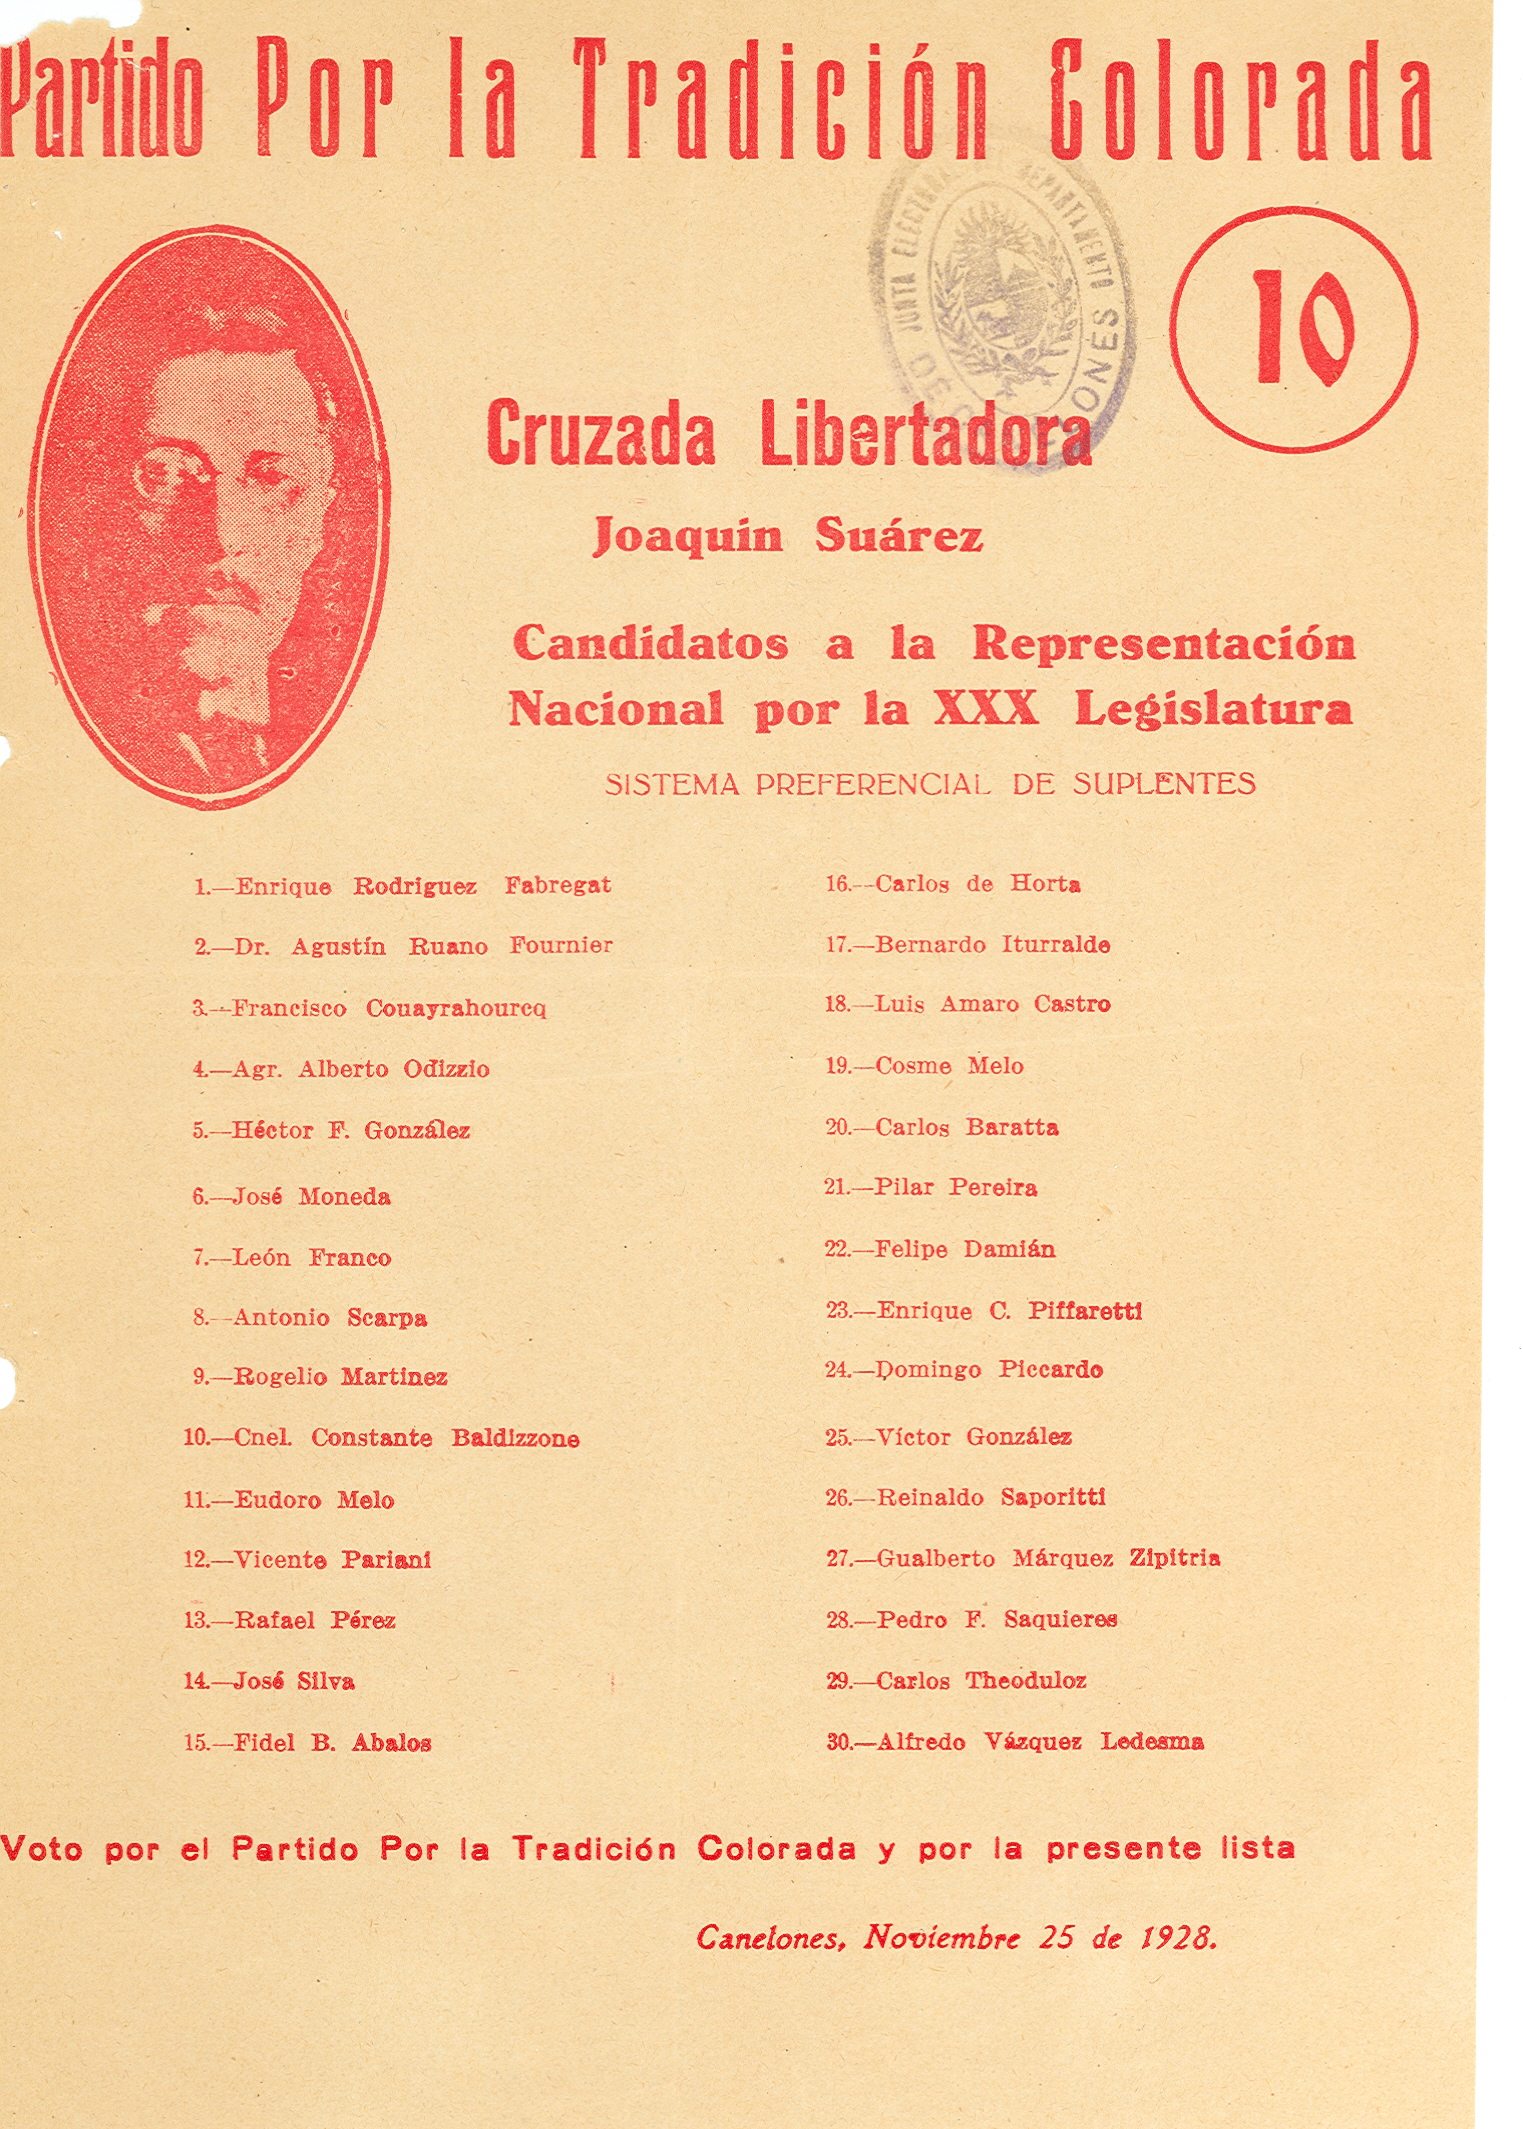 Partido Por la Tradición Colorada
JUNTA ELECTORAL DEPARTAMENTO
DE CANELONES
10
Cruzada Libertadora
Joaquin Suárez
Candidatos a la Representación
Nacional por la XXX Legislatura
SISTEMA PREFERENCIAL DE SUPLENTES
1.—Enrique Rodriguez Fabregat
2.—Dr. Agustín Ruano Fournier
3.—Francisco Couayrahourcq
4.—Agr. Alberto Odizzio
5.—Héctor F. González
6.—José Moneda
7.—León Franco
8.—Antonio Scarpa
9.—Rogelio Martinez
10.—Cnel. Constante Baldizzone
11.—Eudoro Melo
12.—Vicente Pariani
13.—Rafael Pérez
14.—José Silva
15.—Fidel B. Abalos
16.—Carlos de Horta
17.—Bernardo Iturralde
18.—Luis Amaro Castro
19.—Cosme Melo
20.—Carlos Baratta
21.—Pilar Pereira
22.—Felipe Damián
23.—Enrique C. Piffaretti
24.—Domingo Piccardo
25.—Víctor González
26.—Reinaldo Saporitti
27.—Gualberto Márquez Zipitria
28.—Pedro F. Saquieres
29.—Carlos Theoduloz
30.—Alfredo Vázquez Ledesma
Voto por el Partido Por la Tradición Colorada y por la presente lista
Canelones, Noviembre 25 de 1928.